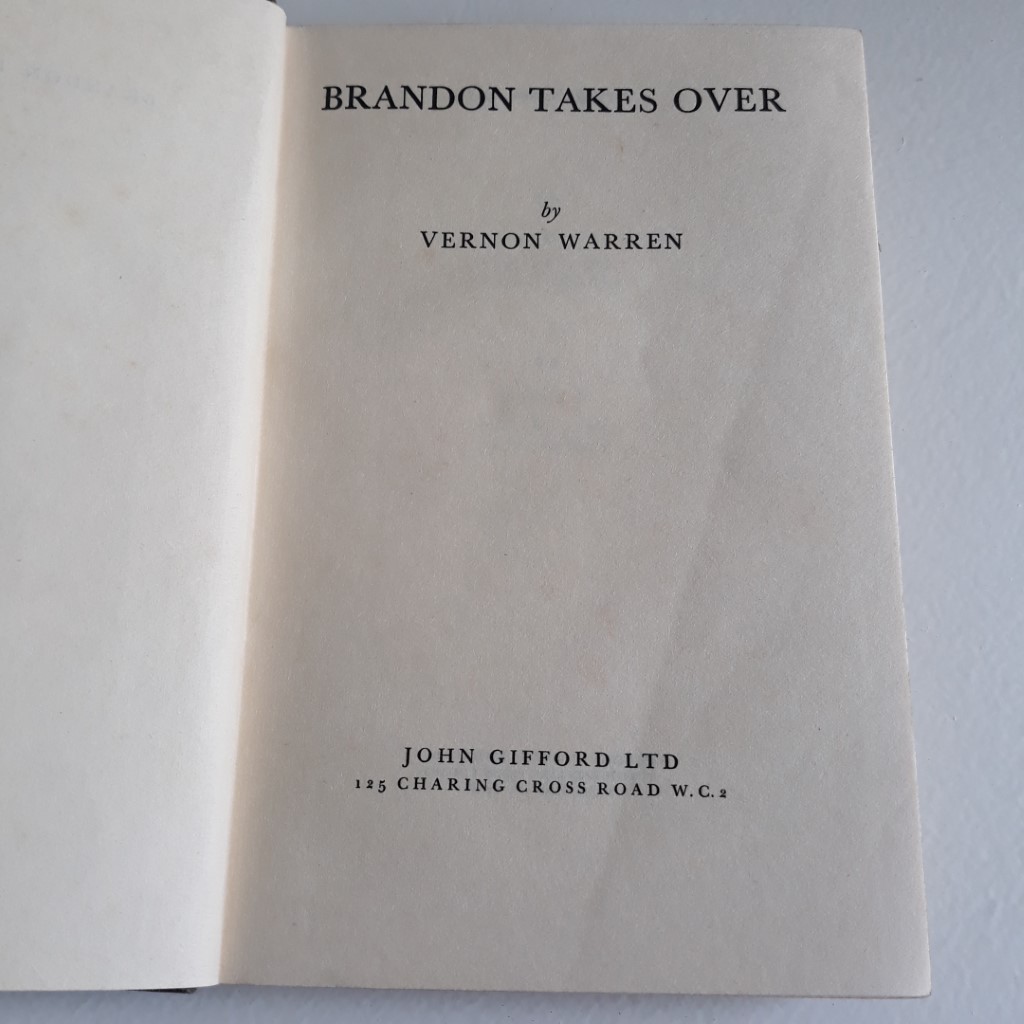 BRANDON TAKES OVER
by
VERNON WARREN
JOHN GIFFORD LTD
125 CHARING CROSS ROAD W.C.2